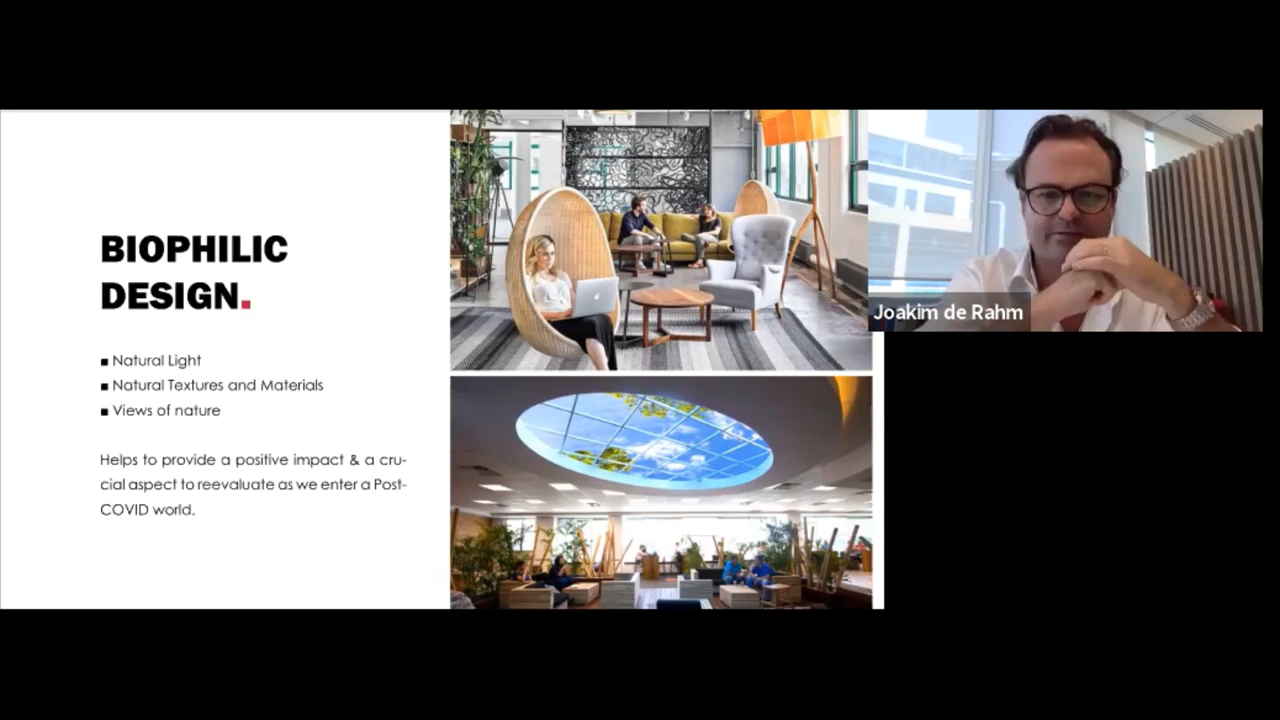 BIOPHILIC
DESIGN.
▪ Natural Light
▪ Natural Textures and Materials
▪ Views of nature
Helps to provide a positive impact & a cru-
cial aspect to reevaluate as we enter a Post-
COVID world.
Joakim de Rahm